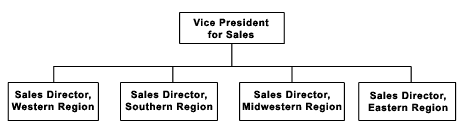 Vice President
for Sales
Sales Director,
Western Region
Sales Director,
Southern Region
Sales Director,
Midwestern Region
Sales Director,
Eastern Region